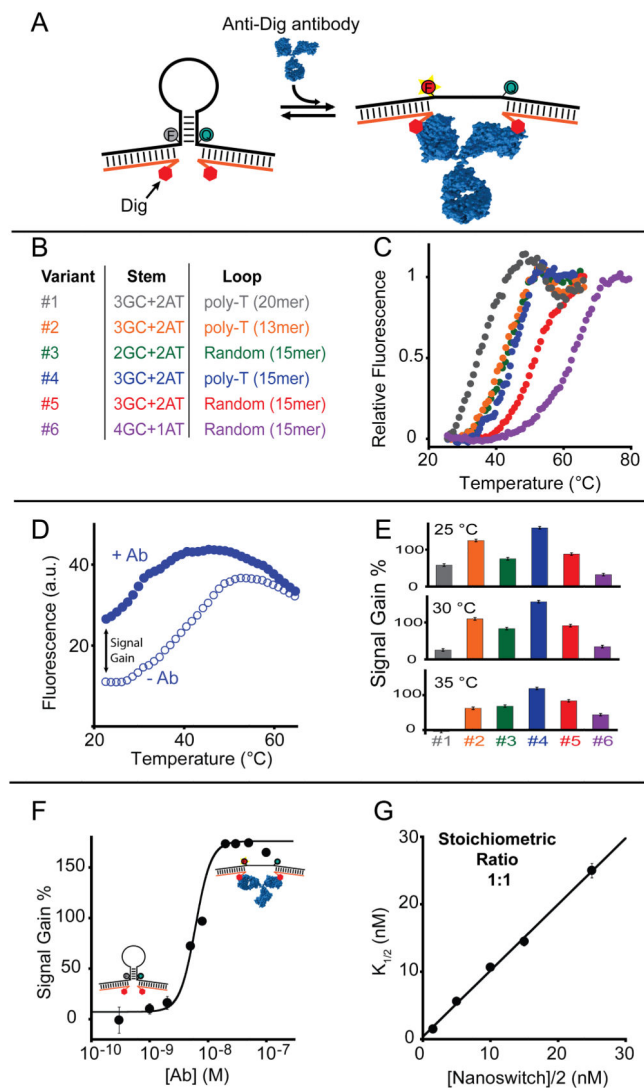 A
Anti-Dig antibody
F
Q
F
Q
Dig
B
Variant Stem Loop
#1 3GC+2AT poly-T (20mer)
#2 3GC+2AT poly-T (13mer)
#3 2GC+2AT Random (15mer)
#4 3GC+2AT poly-T (15mer)
#5 3GC+2AT Random (15mer)
#6 4GC+1AT Random (15mer)
C
Relative Fluorescence
1
0.5
0
20 40 60 80
Temperature (°C)
D
Fluorescence (a.u.)
40
20
+ Ab
Signal
Gain
- Ab
20 40 60
Temperature (°C)
E
Signal Gain %
25 °C
100
0
30 °C
100
0
35 °C
100
0
#1 #2 #3 #4 #5 #6
F
Signal Gain %
150
100
50
0
10⁻¹⁰ 10⁻⁹ 10⁻⁸ 10⁻⁷
[Ab] (M)
G
Stoichiometric
Ratio
1:1
K1/2 (nM)
30
20
10
0
0 10 20 30
[Nanoswitch]/2 (nM)